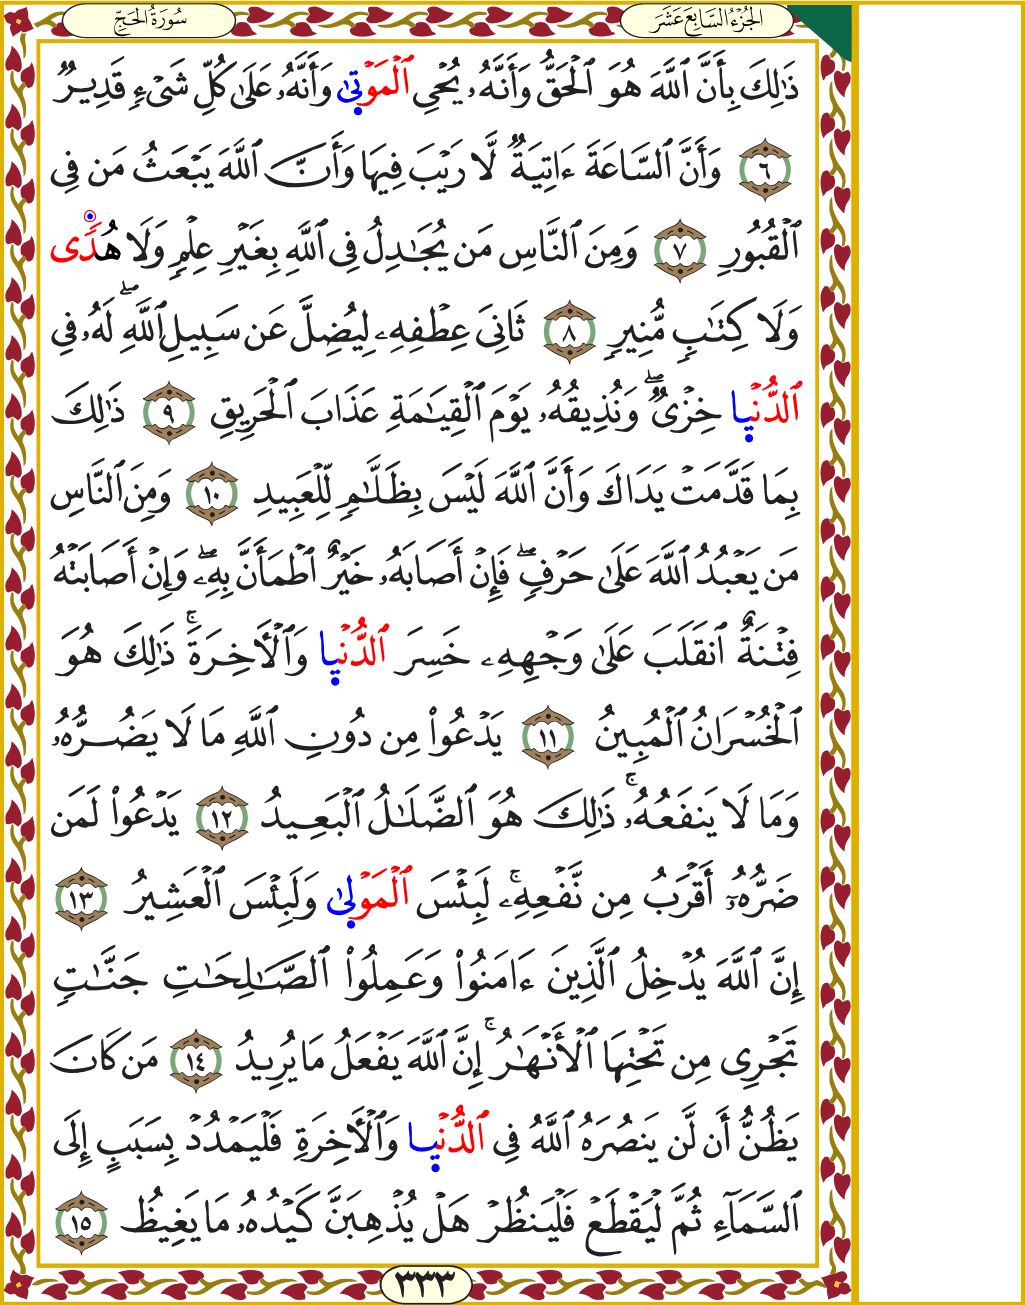 الجُزْءُ السَّابِعَ عَشَرَ
سُورَةُ الحَجِّ
ذَٰلِكَ بِأَنَّ ٱللَّهَ هُوَ ٱلۡحَقُّ وَأَنَّهُۥ يُحۡيِ ٱلۡمَوۡتَىٰ وَأَنَّهُۥ عَلَىٰ كُلِّ شَيۡءٖ قَدِيرٞ
٦ وَأَنَّ ٱلسَّاعَةَ ءَاتِيَةٞ لَّا رَيۡبَ فِيهَا وَأَنَّ ٱللَّهَ يَبۡعَثُ مَن فِي
ٱلۡقُبُورِ ٧ وَمِنَ ٱلنَّاسِ مَن يُجَٰدِلُ فِي ٱللَّهِ بِغَيۡرِ عِلۡمٖ وَلَا هُدٗى
وَلَا كِتَٰبٖ مُّنِيرٖ ٨ ثَانِيَ عِطۡفِهِۦ لِيُضِلَّ عَن سَبِيلِ ٱللَّهِۖ لَهُۥ فِي
ٱلدُّنۡيَا خِزۡيٞۖ وَنُذِيقُهُۥ يَوۡمَ ٱلۡقِيَٰمَةِ عَذَابَ ٱلۡحَرِيقِ ٩ ذَٰلِكَ
بِمَا قَدَّمَتۡ يَدَاكَ وَأَنَّ ٱللَّهَ لَيۡسَ بِظَلَّٰمٖ لِّلۡعَبِيدِ ١٠ وَمِنَ ٱلنَّاسِ
مَن يَعۡبُدُ ٱللَّهَ عَلَىٰ حَرۡفٖۖ فَإِنۡ أَصَابَهُۥ خَيۡرٌ ٱطۡمَأَنَّ بِهِۦۖ وَإِنۡ أَصَابَتۡهُ
فِتۡنَةٌ ٱنقَلَبَ عَلَىٰ وَجۡهِهِۦ خَسِرَ ٱلدُّنۡيَا وَٱلۡأٓخِرَةَۚ ذَٰلِكَ هُوَ
ٱلۡخُسۡرَانُ ٱلۡمُبِينُ ١١ يَدۡعُواْ مِن دُونِ ٱللَّهِ مَا لَا يَضُرُّهُۥ
وَمَا لَا يَنفَعُهُۥۚ ذَٰلِكَ هُوَ ٱلضَّلَٰلُ ٱلۡبَعِيدُ ١٢ يَدۡعُواْ لَمَن
ضَرُّهُۥٓ أَقۡرَبُ مِن نَّفۡعِهِۦۚ لَبِئۡسَ ٱلۡمَوۡلَىٰ وَلَبِئۡسَ ٱلۡعَشِيرُ ١٣
إِنَّ ٱللَّهَ يُدۡخِلُ ٱلَّذِينَ ءَامَنُواْ وَعَمِلُواْ ٱلصَّٰلِحَٰتِ جَنَّٰتٖ
تَجۡرِي مِن تَحۡتِهَا ٱلۡأَنۡهَٰرُۚ إِنَّ ٱللَّهَ يَفۡعَلُ مَا يُرِيدُ ١٤ مَن كَانَ
يَظُنُّ أَن لَّن يَنصُرَهُ ٱللَّهُ فِي ٱلدُّنۡيَا وَٱلۡأٓخِرَةِ فَلۡيَمۡدُدۡ بِسَبَبٍ إِلَى
ٱلسَّمَآءِ ثُمَّ لۡيَقۡطَعۡ فَلۡيَنظُرۡ هَلۡ يُذۡهِبَنَّ كَيۡدُهُۥ مَا يَغِيظُ ١٥
٣٣٣